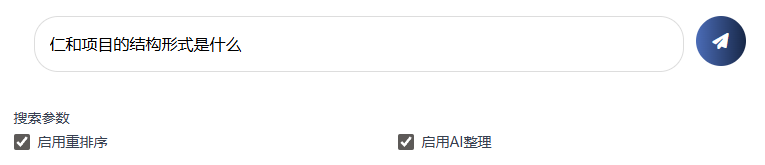 仁和项目的结构形式是什么
搜索参数
启用重排序
启用AI整理